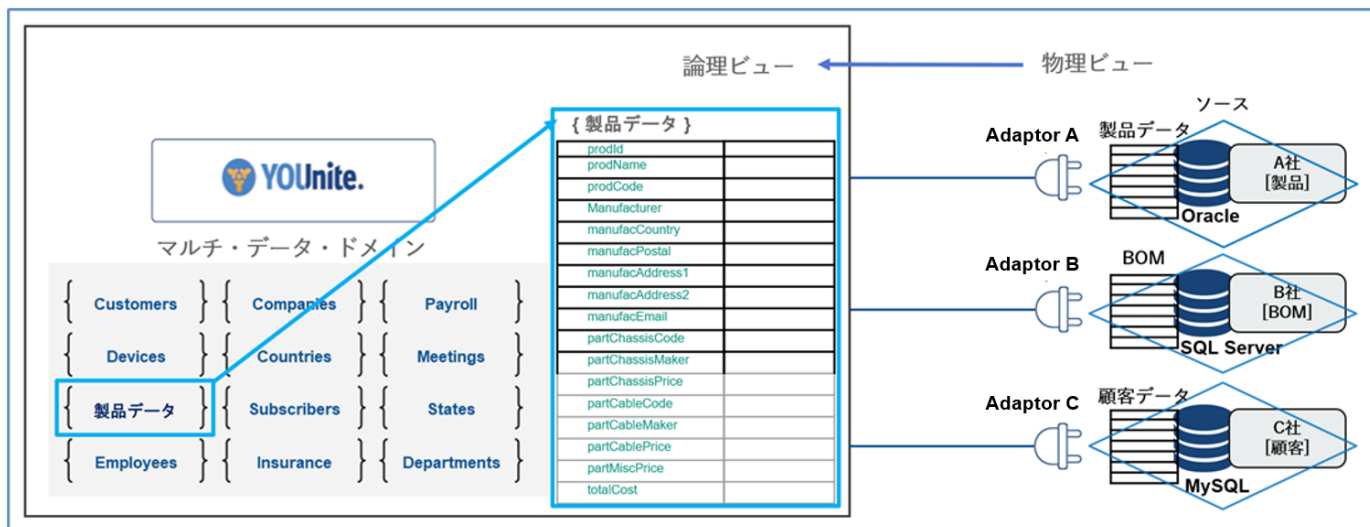 論理ビュー
物理ビュー
YOUnite.
マルチ・データ・ドメイン
{ Customers }
{ Companies }
{ Payroll }
{ Devices }
{ Countries }
{ Meetings }
{ 製品データ }
{ Subscribers }
{ States }
{ Employees }
{ Insurance }
{ Departments }
{ 製品データ }
prodId
prodName
prodCode
Manufacturer
manufacCountry
manufacPostal
manufacAddress1
manufacAddress2
manufacEmail
partChassisCode
partChassisMaker
partChassisPrice
partCableCode
partCableMaker
partCablePrice
partMiscPrice
totalCost
ソース
Adaptor A
製品データ
A社
[製品]
Oracle
Adaptor B
BOM
B社
[BOM]
SQL Server
Adaptor C
顧客データ
C社
[顧客]
MySQL